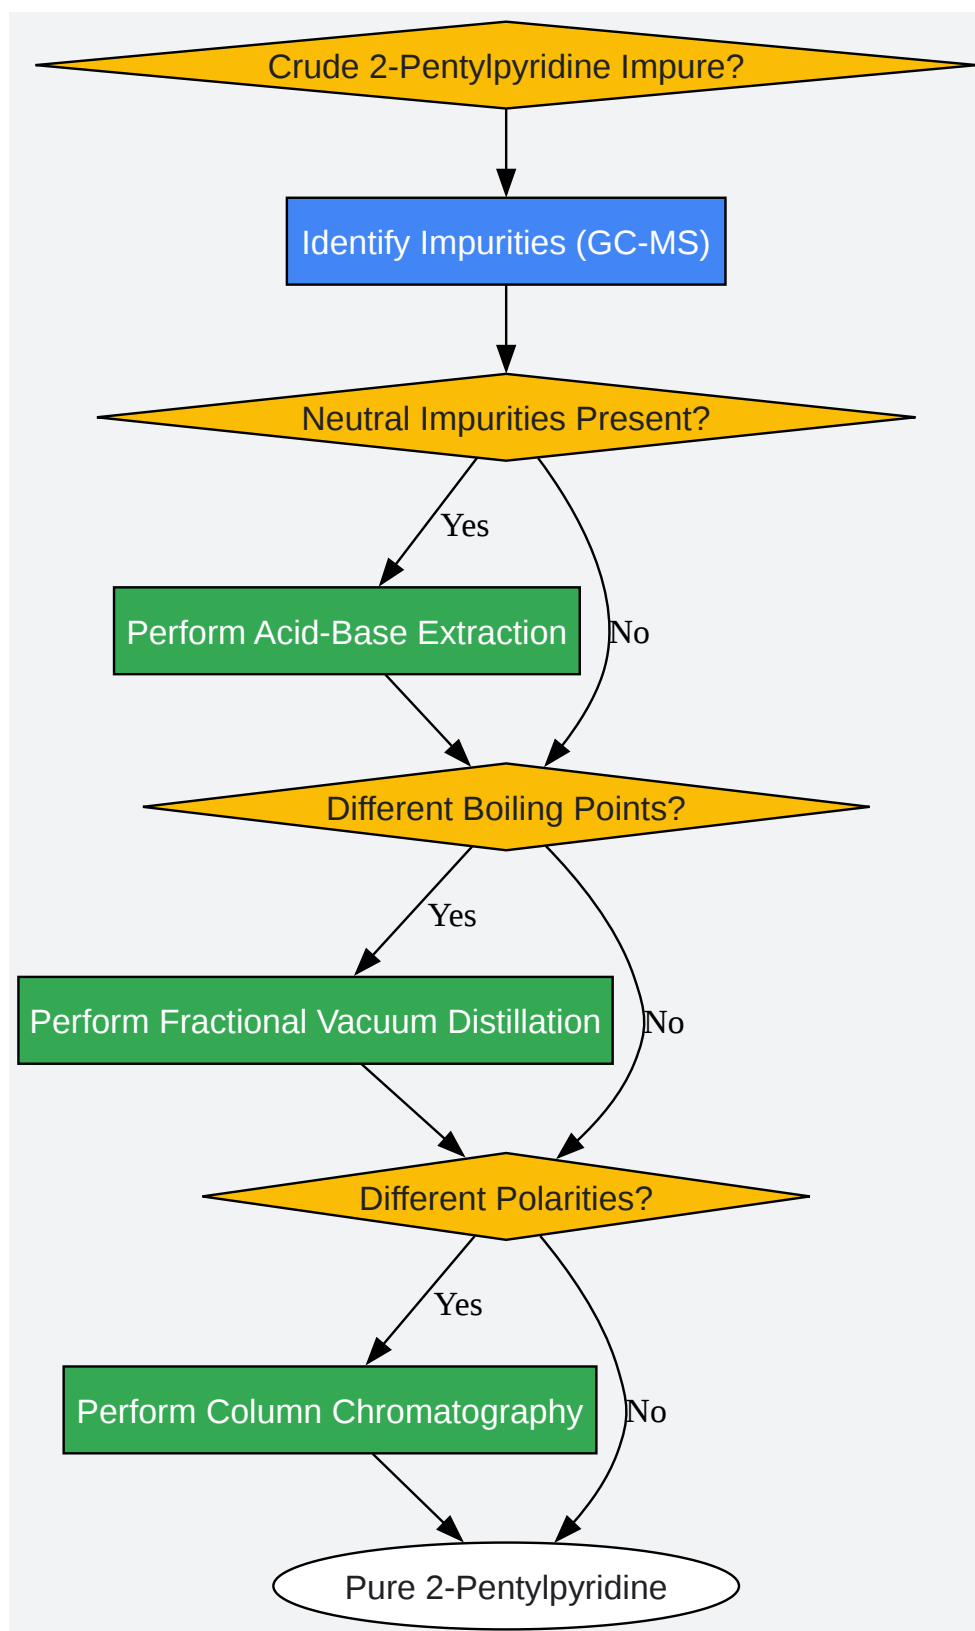 Crude 2-Pentylpyridine Impure?
Identify Impurities (GC-MS)
Neutral Impurities Present?
Yes
Perform Acid-Base Extraction
No
Different Boiling Points?
Yes
Perform Fractional Vacuum Distillation
No
Different Polarities?
Yes
Perform Column Chromatography
No
Pure 2-Pentylpyridine